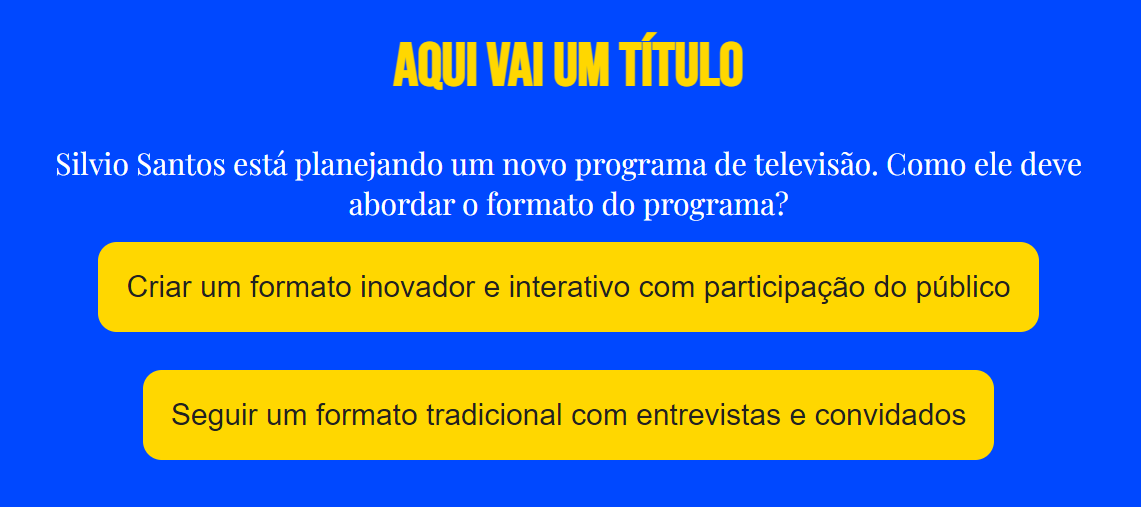 AQUI VAI UM TÍTULO
Silvio Santos está planejando um novo programa de televisão. Como ele deve
abordar o formato do programa?
Criar um formato inovador e interativo com participação do público
Seguir um formato tradicional com entrevistas e convidados